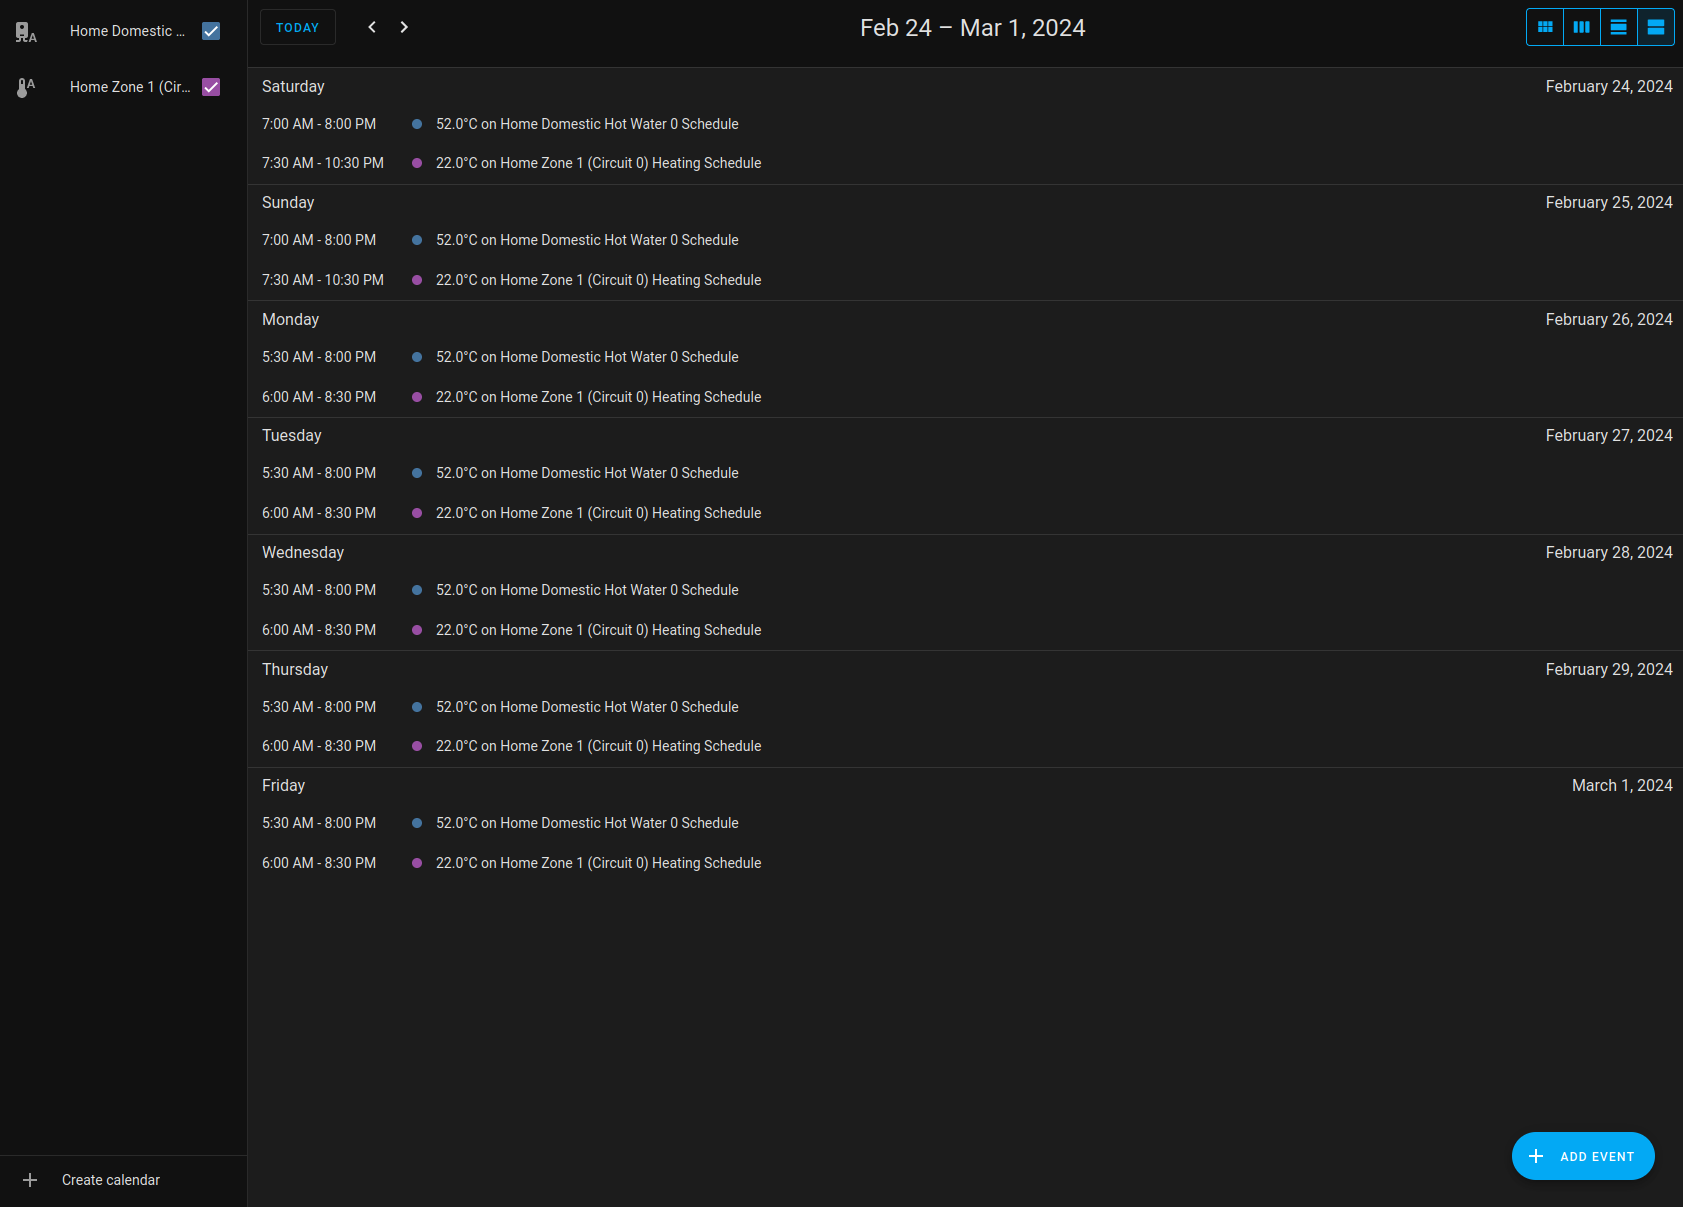 Home Domestic ...
Home Zone 1 (Cir...
Create calendar
TODAY
Feb 24 – Mar 1, 2024
Saturday February 24, 2024
7:00 AM - 8:00 PM 52.0°C on Home Domestic Hot Water 0 Schedule
7:30 AM - 10:30 PM 22.0°C on Home Zone 1 (Circuit 0) Heating Schedule
Sunday February 25, 2024
7:00 AM - 8:00 PM 52.0°C on Home Domestic Hot Water 0 Schedule
7:30 AM - 10:30 PM 22.0°C on Home Zone 1 (Circuit 0) Heating Schedule
Monday February 26, 2024
5:30 AM - 8:00 PM 52.0°C on Home Domestic Hot Water 0 Schedule
6:00 AM - 8:30 PM 22.0°C on Home Zone 1 (Circuit 0) Heating Schedule
Tuesday February 27, 2024
5:30 AM - 8:00 PM 52.0°C on Home Domestic Hot Water 0 Schedule
6:00 AM - 8:30 PM 22.0°C on Home Zone 1 (Circuit 0) Heating Schedule
Wednesday February 28, 2024
5:30 AM - 8:00 PM 52.0°C on Home Domestic Hot Water 0 Schedule
6:00 AM - 8:30 PM 22.0°C on Home Zone 1 (Circuit 0) Heating Schedule
Thursday February 29, 2024
5:30 AM - 8:00 PM 52.0°C on Home Domestic Hot Water 0 Schedule
6:00 AM - 8:30 PM 22.0°C on Home Zone 1 (Circuit 0) Heating Schedule
Friday March 1, 2024
5:30 AM - 8:00 PM 52.0°C on Home Domestic Hot Water 0 Schedule
6:00 AM - 8:30 PM 22.0°C on Home Zone 1 (Circuit 0) Heating Schedule
ADD EVENT